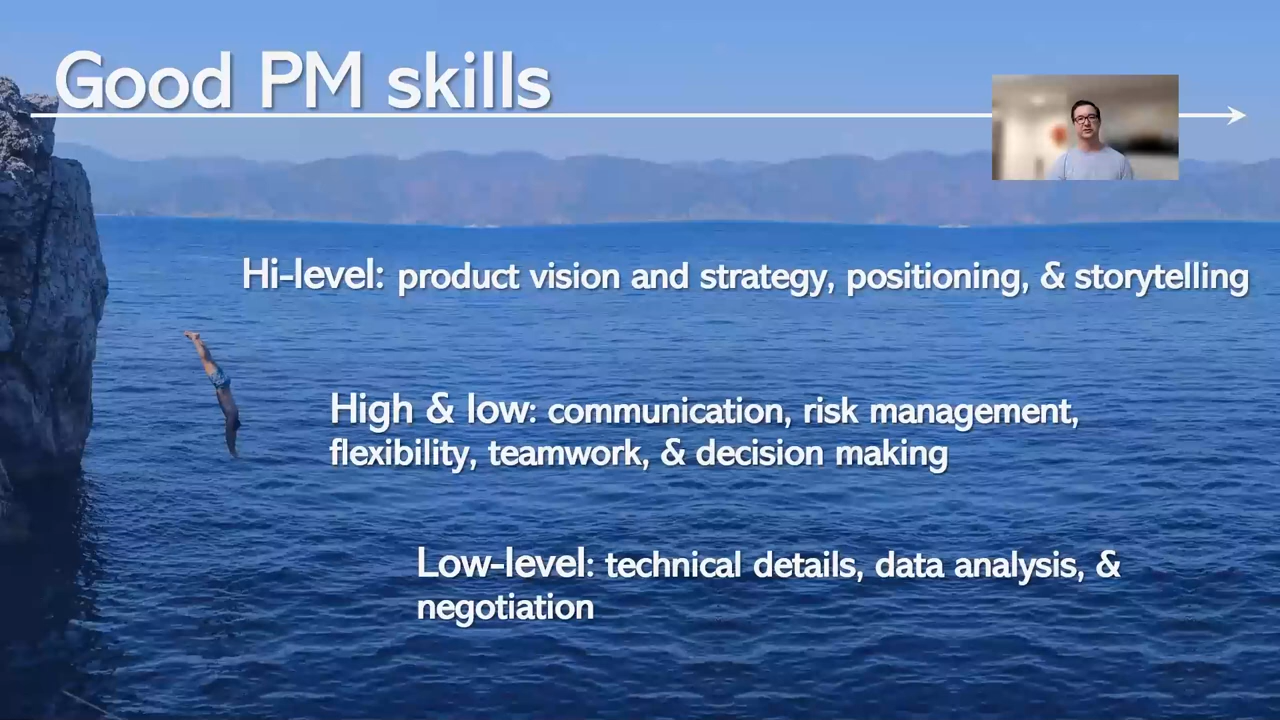 Good PM skills
Hi-level: product vision and strategy, positioning, & storytelling
High & low: communication, risk management,
flexibility, teamwork, & decision making
Low-level: technical details, data analysis, &
negotiation